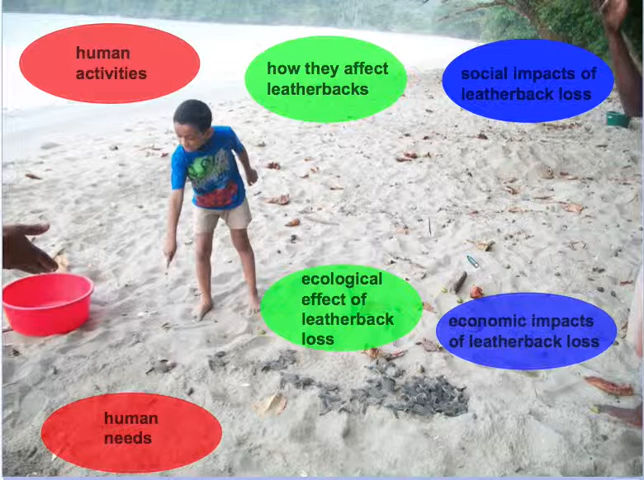 human
activities
how they affect
leatherbacks
social impacts of
leatherback loss
ecological
effect of
leatherback
loss
economic impacts
of leatherback loss
human
needs